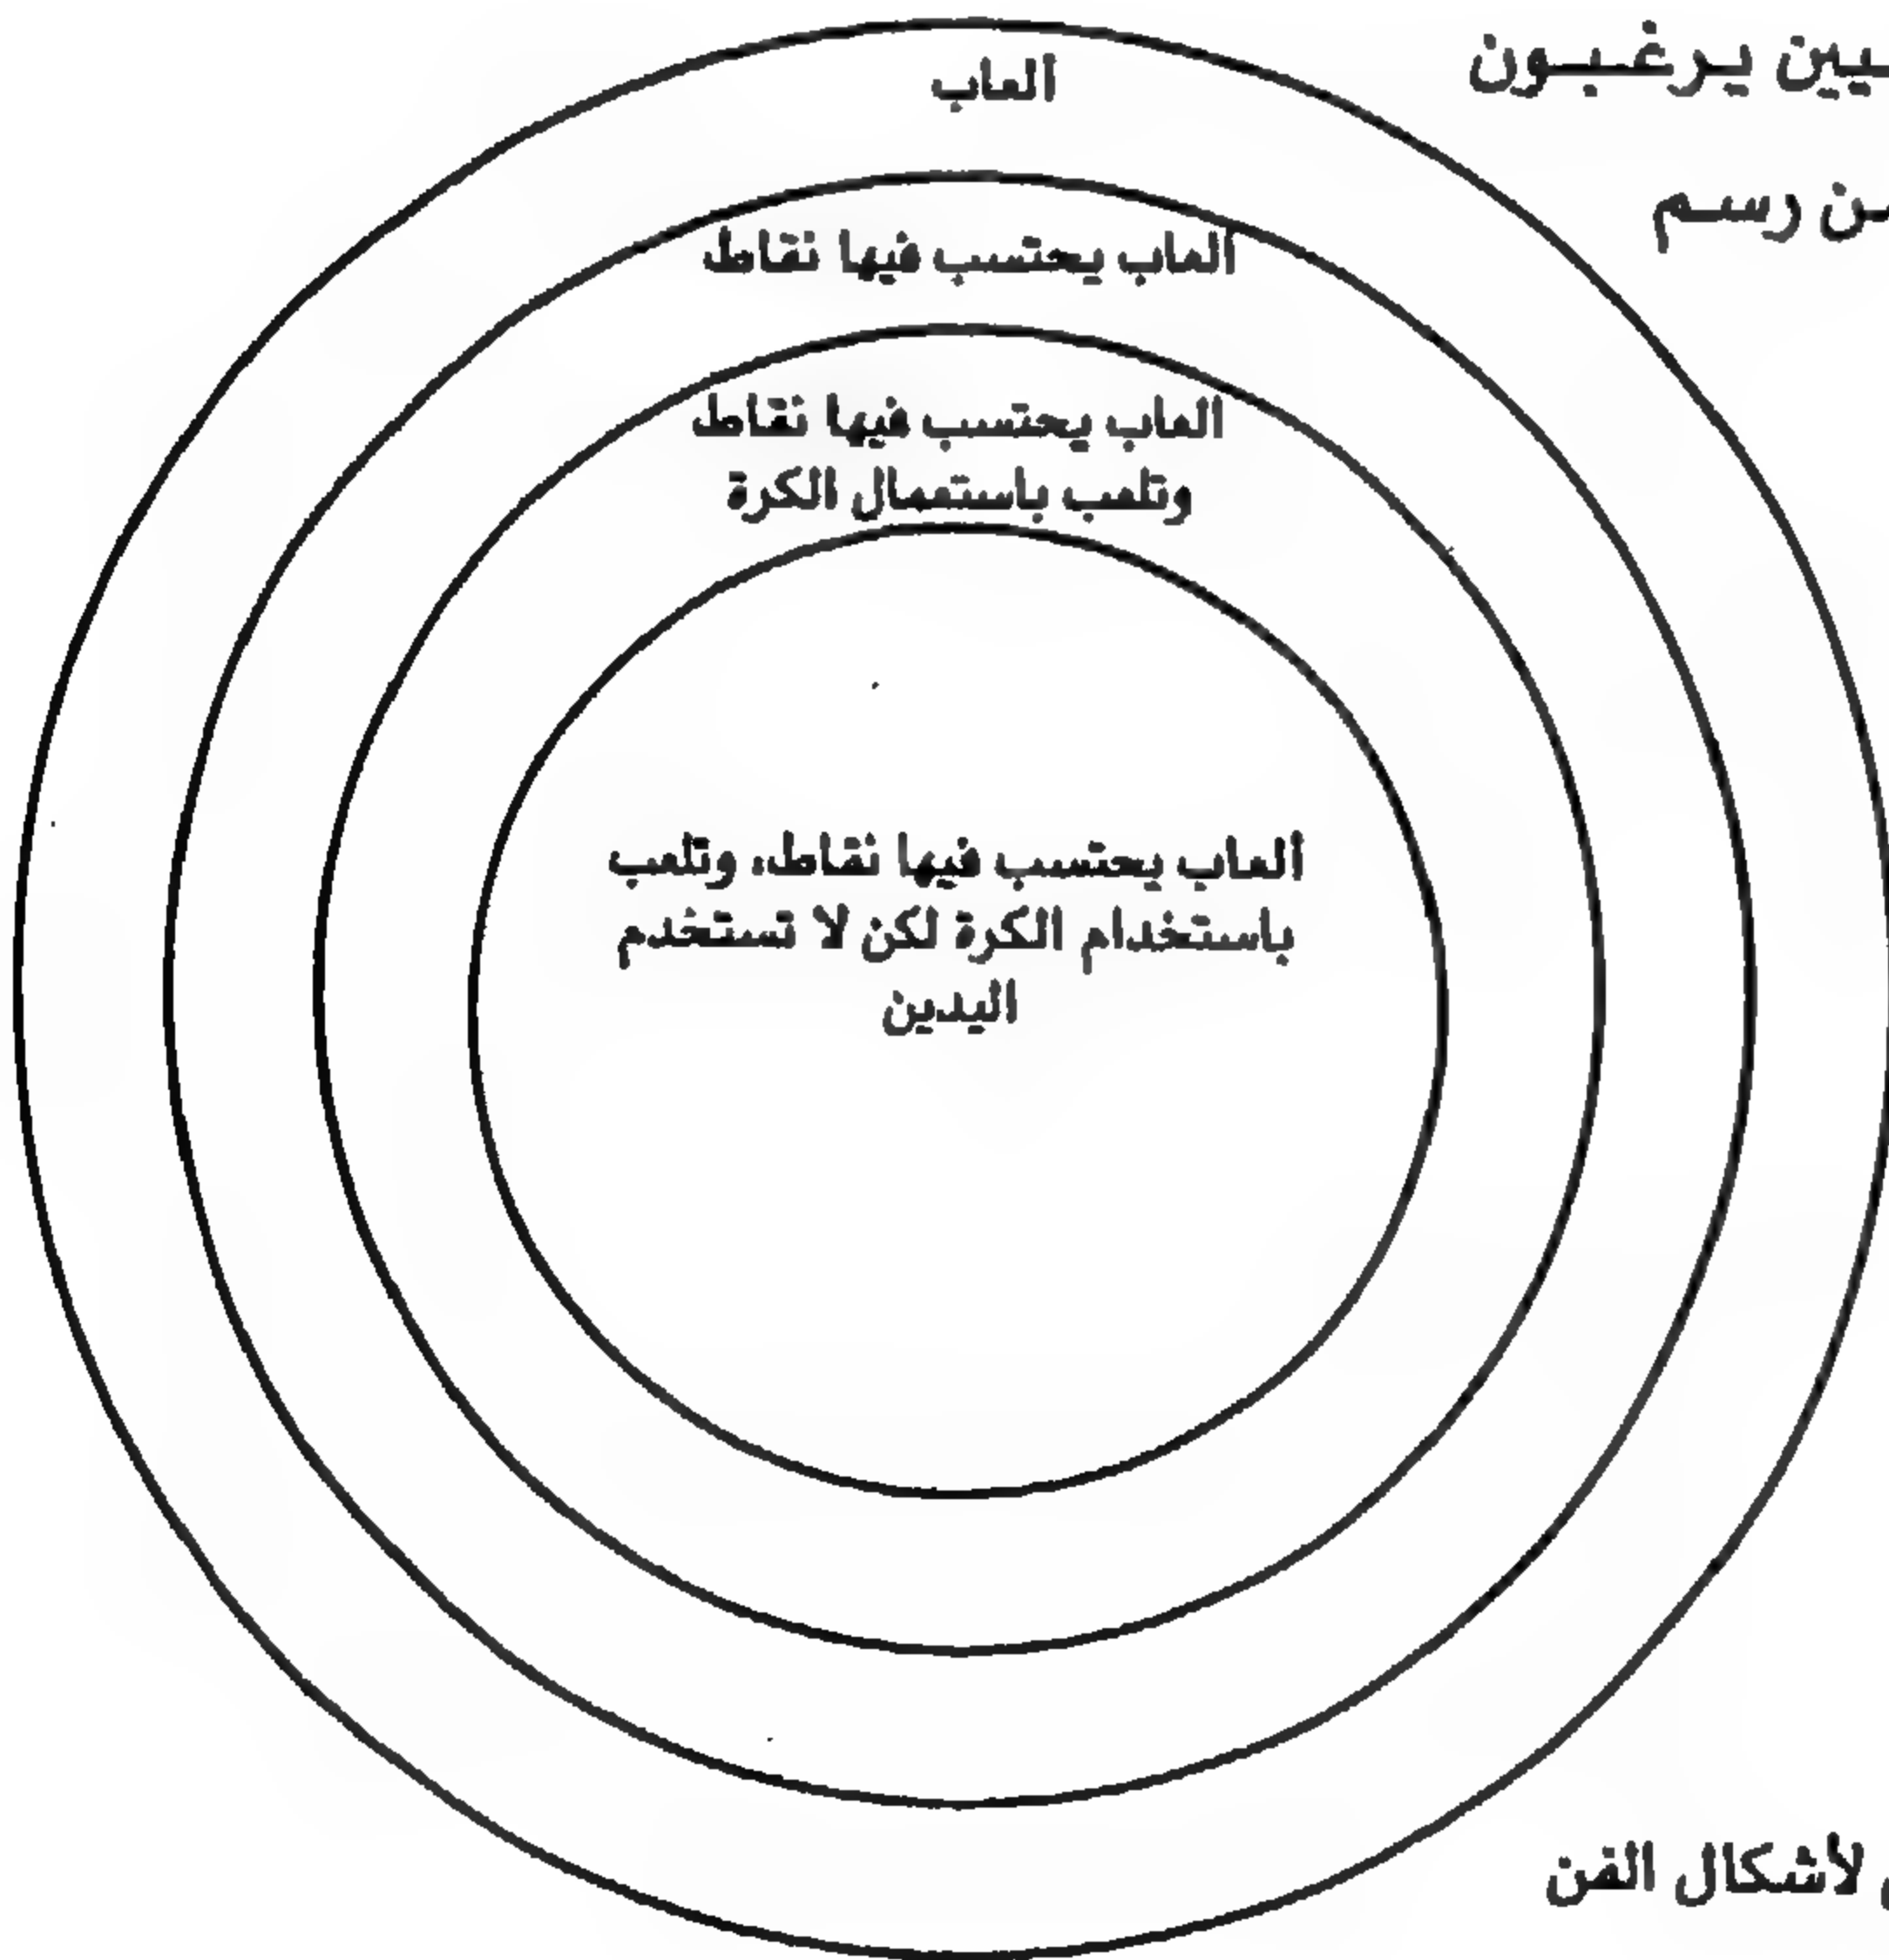 يرغبون
رسم
ألعاب
ألعاب يحتسب فيها نقاط
ألعاب يحتسب فيها نقاط
وتلعب باستعمال الكرة
ألعاب يحتسب فيها نقاط، وتلعب
باستخدام الكرة لكن لا تستخدم
اليدين
لأشكال الفن